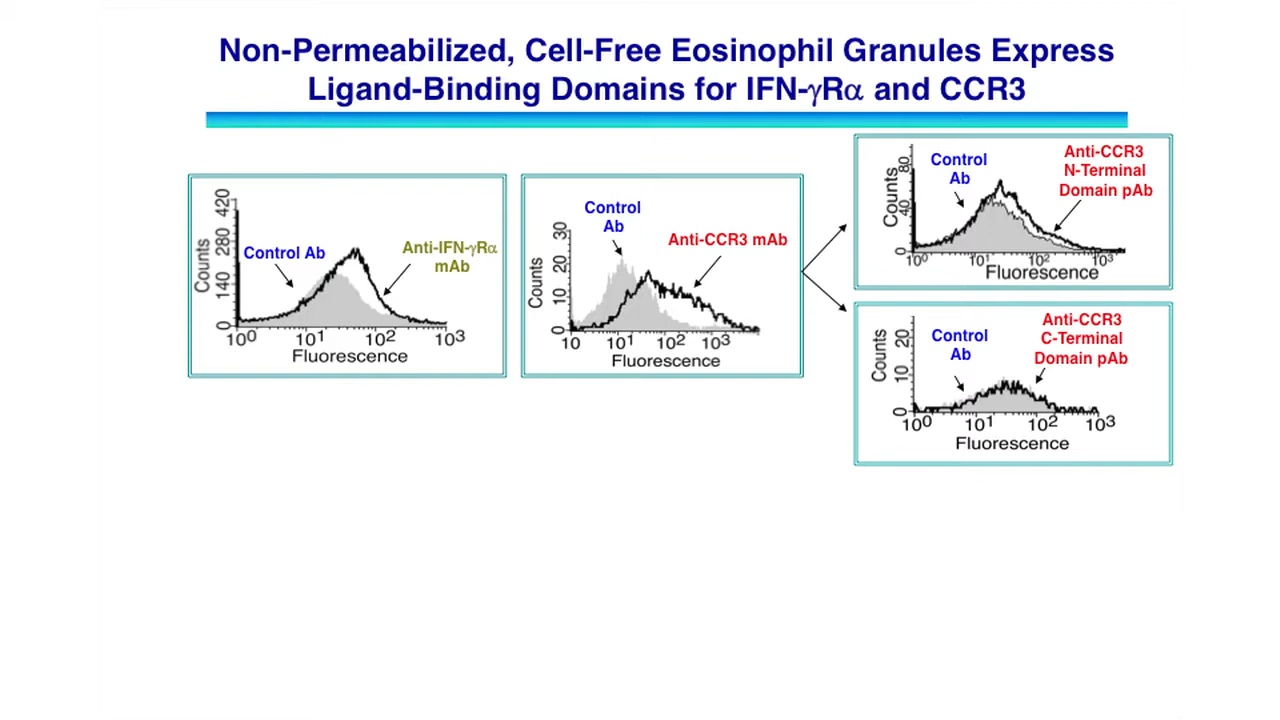 Non-Permeabilized, Cell-Free Eosinophil Granules Express
Ligand-Binding Domains for IFN-γRα and CCR3
Counts
420
280
140
0
Control Ab
Anti-IFN-γRα
mAb
10⁰ 10¹ 10² 10³
Fluorescence
Counts
30
20
10
0
Control
Ab
Anti-CCR3 mAb
10 10¹ 10² 10³
Fluorescence
Counts
80
40
0
Control
Ab
Anti-CCR3
N-Terminal
Domain pAb
10⁰ 10¹ 10² 10³
Fluorescence
Counts
20
10
0
Control
Ab
Anti-CCR3
C-Terminal
Domain pAb
10⁰ 10¹ 10² 10³
Fluorescence